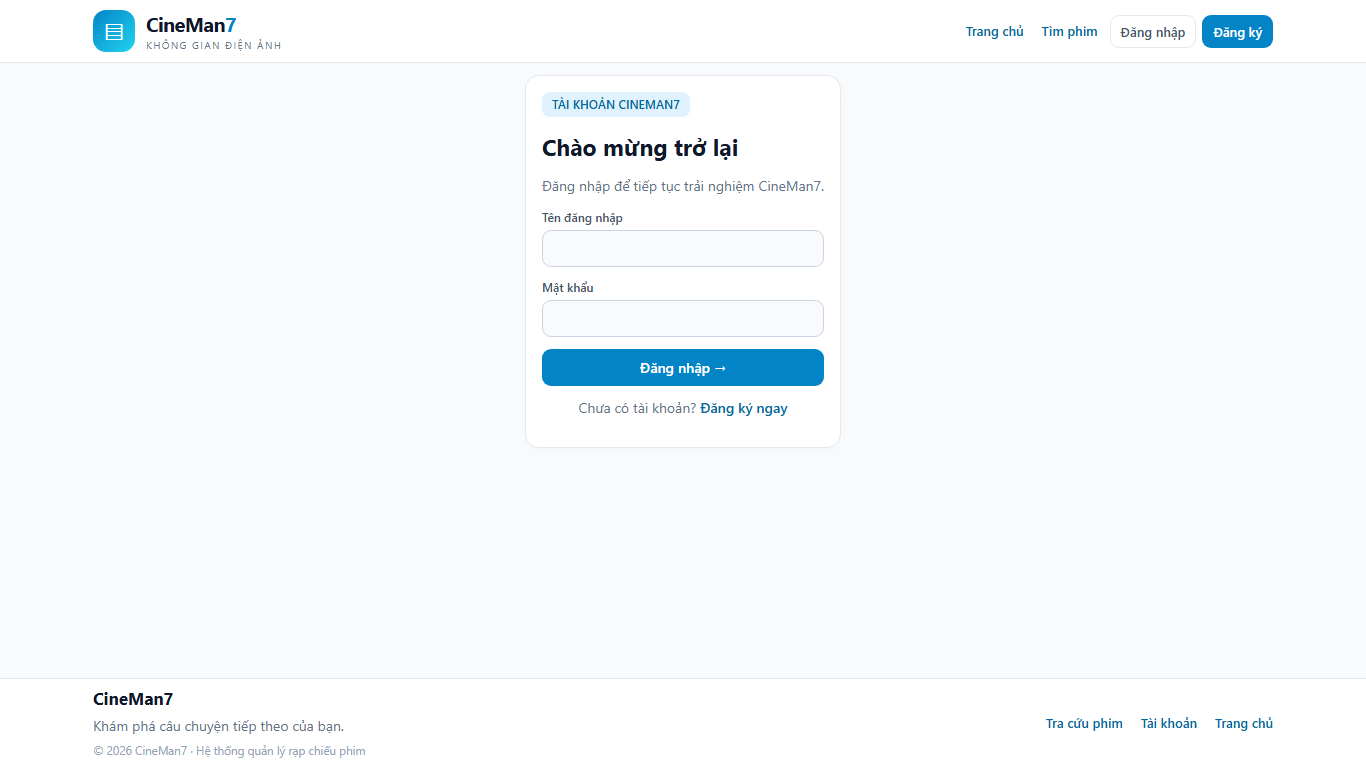 CineMan7
KHÔNG GIAN ĐIỆN ẢNH
Trang chủ
Tìm phim
Đăng nhập
Đăng ký
TÀI KHOẢN CINEMAN7
Chào mừng trở lại
Đăng nhập để tiếp tục trải nghiệm CineMan7.
Tên đăng nhập
Mật khẩu
Đăng nhập →
Chưa có tài khoản? Đăng ký ngay
CineMan7
Khám phá câu chuyện tiếp theo của bạn.
© 2026 CineMan7 · Hệ thống quản lý rạp chiếu phim
Tra cứu phim
Tài khoản
Trang chủ